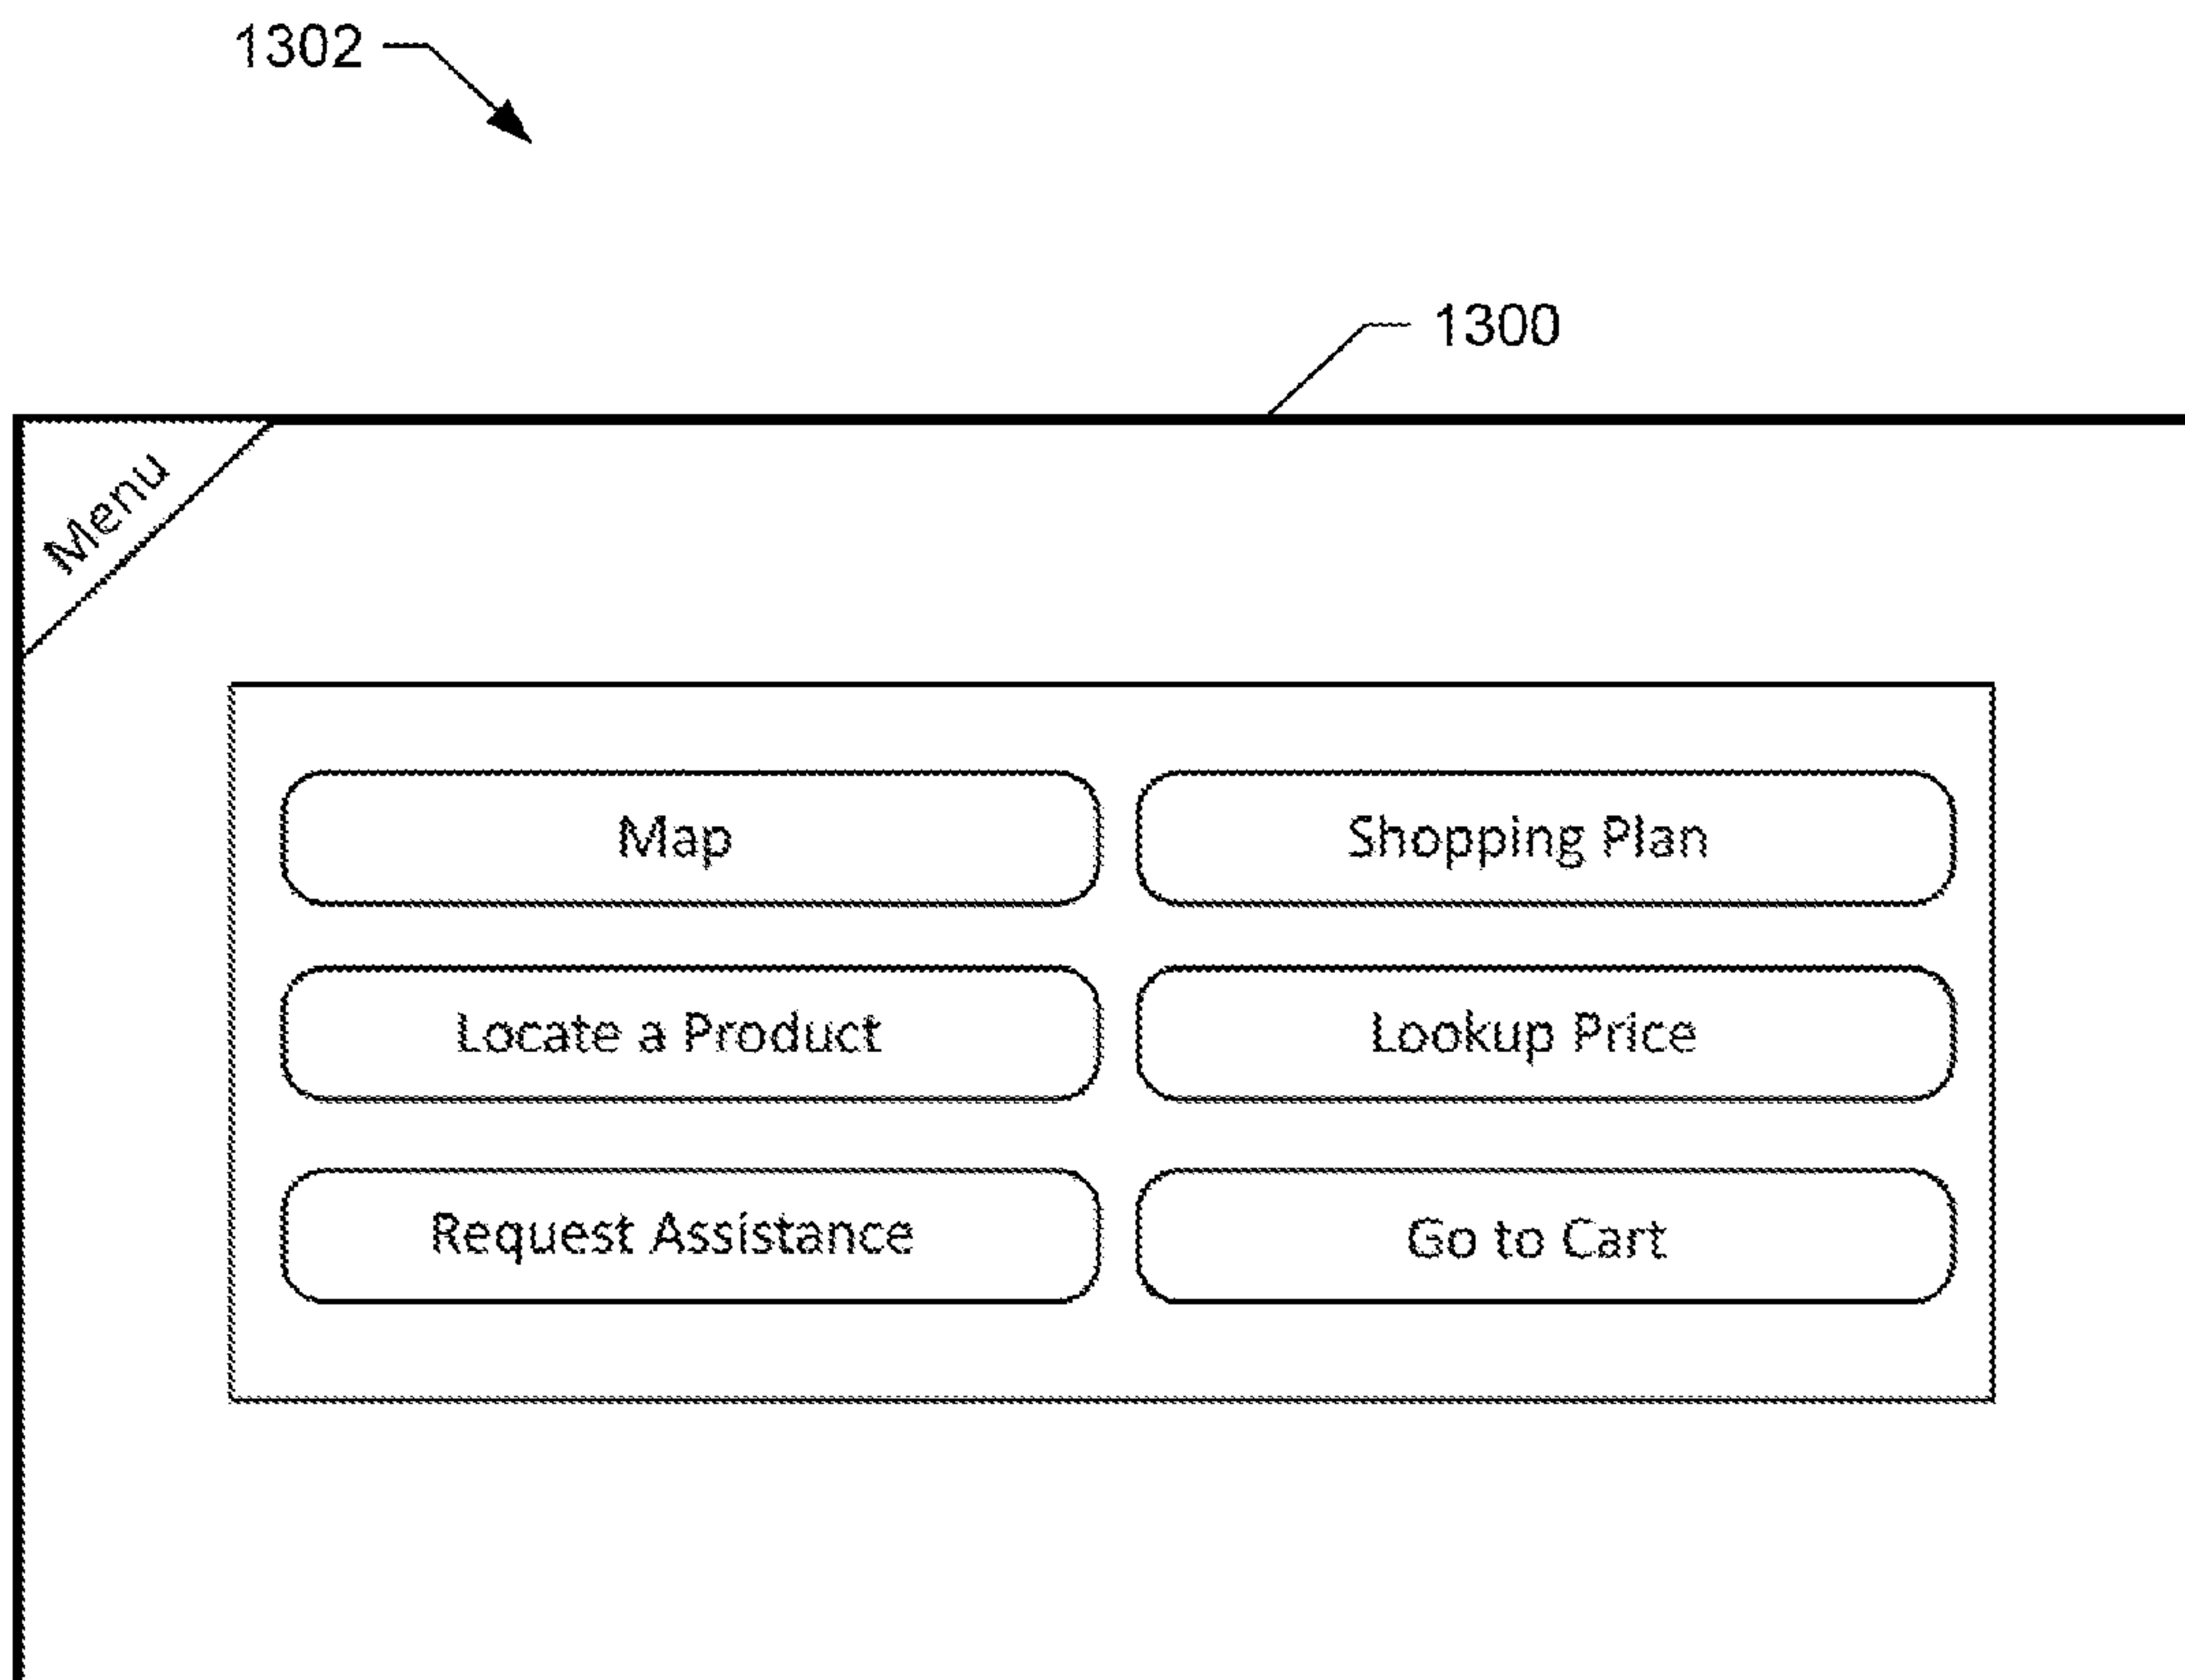 1302
1300
Menu
Map
Shopping Plan
Locate a Product
Lookup Price
Request Assistance
Go to Cart